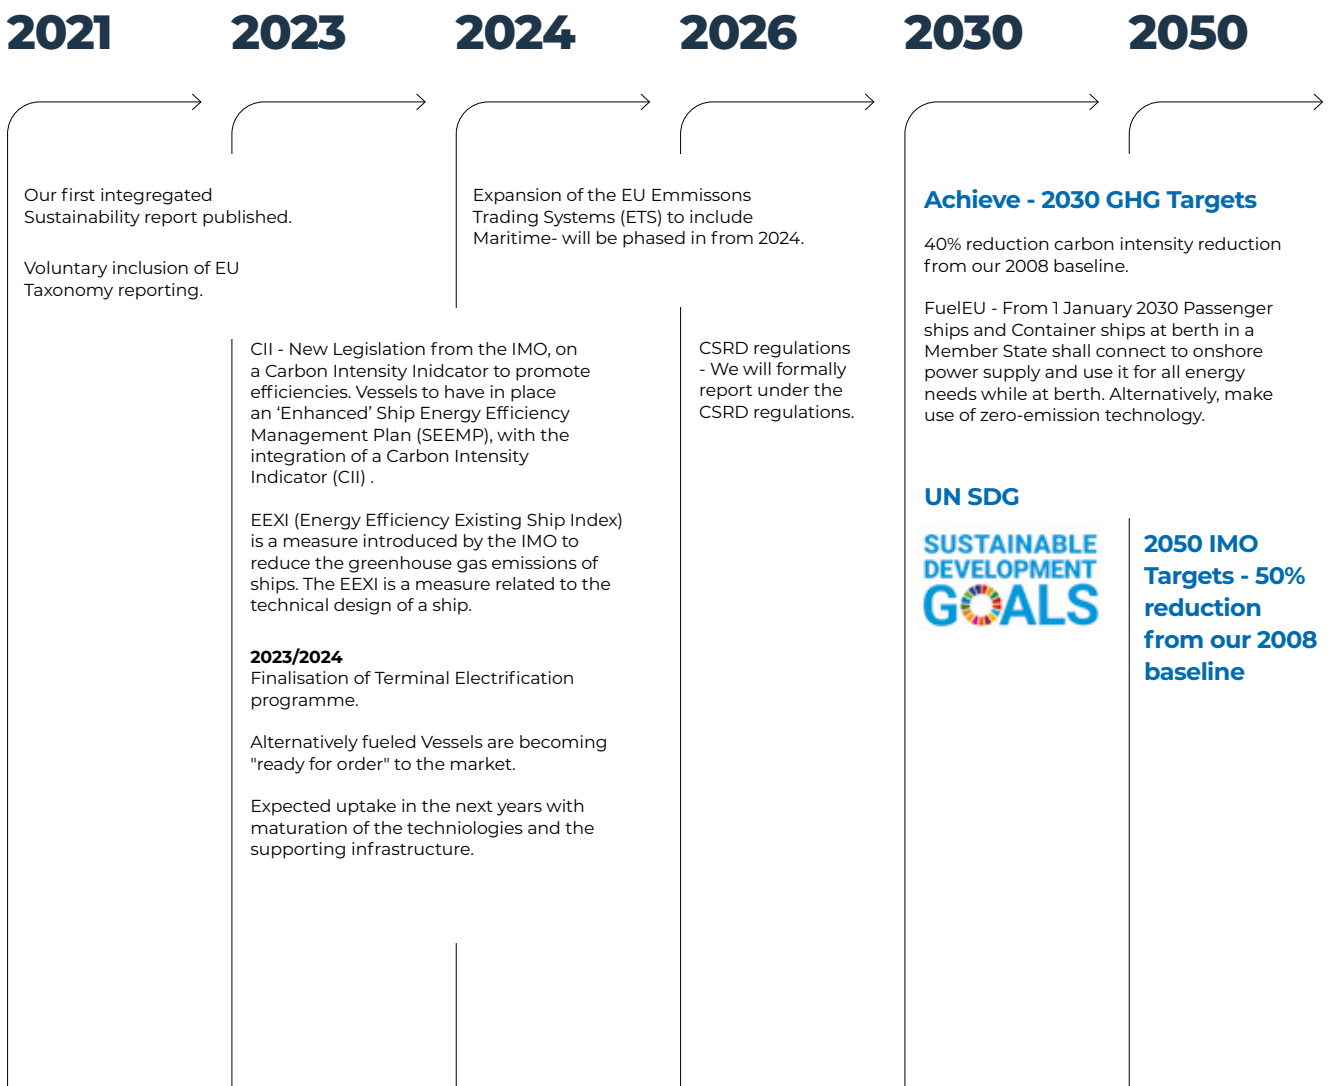 2021
2023
2024
2026
2030
2050
Our first integregated
Sustainability report published.
Voluntary inclusion of EU
Taxonomy reporting.
CII - New Legislation from the IMO, on
a Carbon Intensity Inidcator to promote
efficiencies. Vessels to have in place
an ‘Enhanced’ Ship Energy Efficiency
Management Plan (SEEMP), with the
integration of a Carbon Intensity
Indicator (CII) .
EEXI (Energy Efficiency Existing Ship Index)
is a measure introduced by the IMO to
reduce the greenhouse gas emissions of
ships. The EEXI is a measure related to the
technical design of a ship.
2023/2024
Finalisation of Terminal Electrification
programme.
Alternatively fueled Vessels are becoming
"ready for order" to the market.
Expected uptake in the next years with
maturation of the techniologies and the
supporting infrastructure.
Expansion of the EU Emmissons
Trading Systems (ETS) to include
Maritime- will be phased in from 2024.
CSRD regulations
- We will formally
report under the
CSRD regulations.
Achieve - 2030 GHG Targets
40% reduction carbon intensity reduction
from our 2008 baseline.
FuelEU - From 1 January 2030 Passenger
ships and Container ships at berth in a
Member State shall connect to onshore
power supply and use it for all energy
needs while at berth. Alternatively, make
use of zero-emission technology.
UN SDG
SUSTAINABLE
DEVELOPMENT
GOALS
2050 IMO
Targets - 50%
reduction
from our 2008
baseline